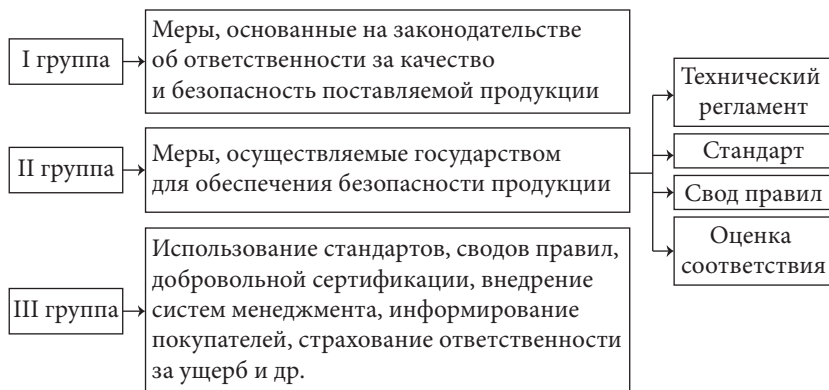 I группа
Меры, основанные на законодательстве
об ответственности за качество
и безопасность поставляемой продукции
II группа
Меры, осуществляемые государством
для обеспечения безопасности продукции
Технический
регламент
Стандарт
Свод правил
Оценка
соответствия
III группа
Использование стандартов, сводов правил,
добровольной сертификации, внедрение
систем менеджмента, информирование
покупателей, страхование ответственности
за ущерб и др.